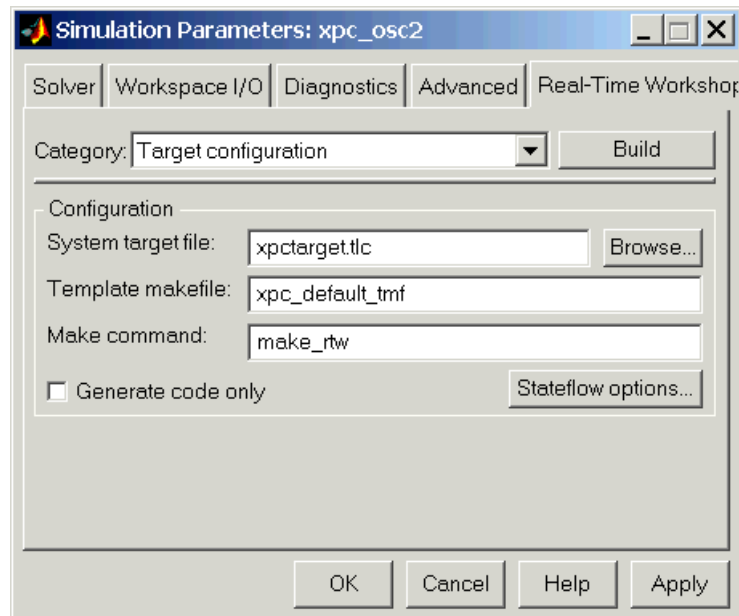 Simulation Parameters: xpc_osc2
Solver Workspace I/O Diagnostics Advanced Real-Time Workshop
Category: Target configuration Build
Configuration
System target file: xpctarget.tlc Browse...
Template makefile: xpc_default_tmf
Make command: make_rtw
Generate code only Stateflow options...
OK Cancel Help Apply